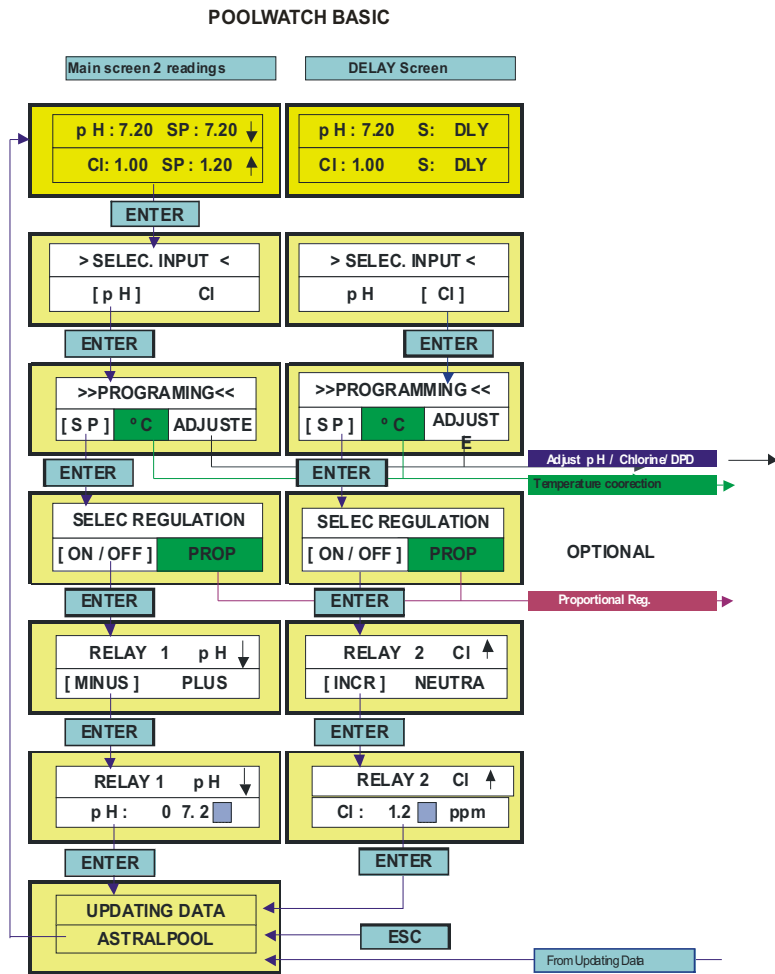 POOLWATCH BASIC
Main screen 2 readings
DELAY Screen
p H : 7.20 SP : 7.20 ↓
Cl: 1.00 SP : 1.20 ↑
p H : 7.20 S: DLY
Cl : 1.00 S: DLY
ENTER
> SELEC. INPUT <
[ p H ] Cl
> SELEC. INPUT <
p H [ Cl ]
ENTER
ENTER
>>PROGRAMING<<
[ S P ] º C ADJUSTE
>>PROGRAMMING <<
[ S P ] º C ADJUST
E
Adjust p H / Chlorine/ DPD
ENTER
ENTER
Temperature coorection
SELEC REGULATION
[ ON / OFF ] PROP
SELEC REGULATION
[ ON / OFF ] PROP
OPTIONAL
ENTER
ENTER
Proportional Reg.
RELAY 1 p H ↓
[ MINUS ] PLUS
RELAY 2 Cl ↑
[ INCR ] NEUTRA
ENTER
ENTER
RELAY 1 p H ↓
p H : 0 7. 2
RELAY 2 Cl ↑
Cl : 1.2 ppm
ENTER
ENTER
UPDATING DATA
ASTRALPOOL
ESC
From Updating Data